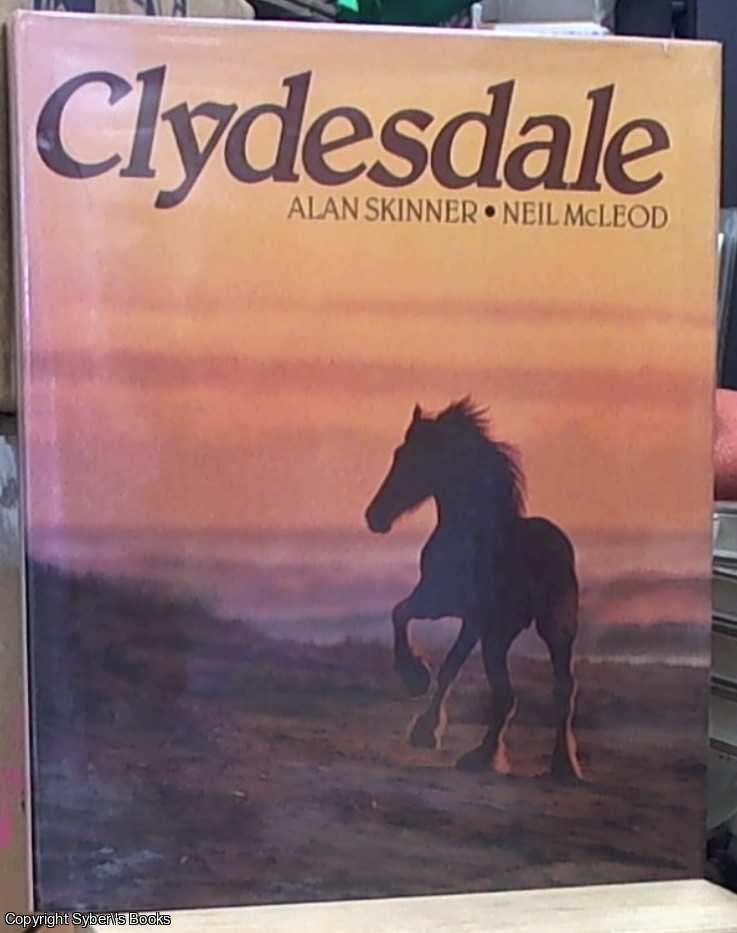 Clydesdale
ALAN SKINNER • NEIL McLEOD
Copyright Syber\'s Books